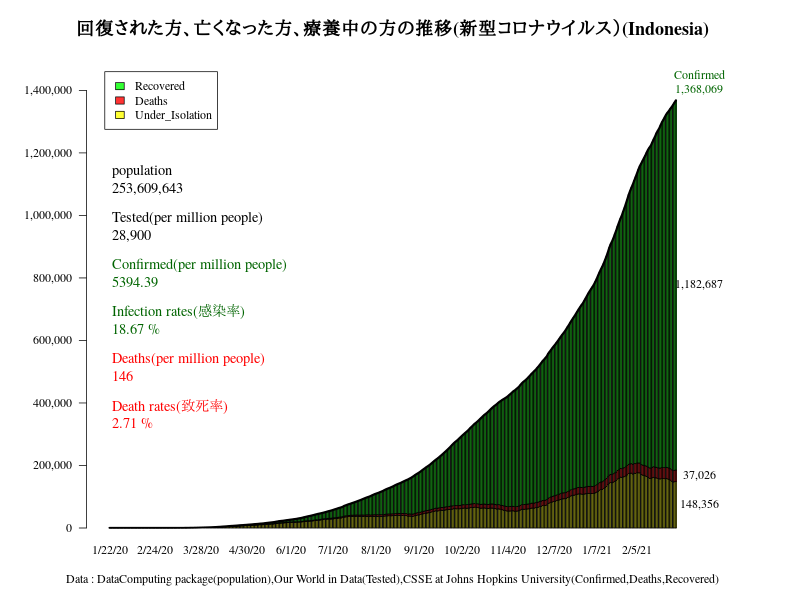 回復された方、亡くなった方、療養中の方の推移(新型コロナウイルス）(Indonesia)
Confirmed
1,368,069
Recovered
Deaths
Under_Isolation
population
253,609,643
Tested(per million people)
28,900
Confirmed(per million people)
5394.39
Infection rates(感染率)
18.67 %
Deaths(per million people)
146
Death rates(致死率)
2.71 %
1,400,000
1,200,000
1,000,000
800,000
600,000
400,000
200,000
0
1,182,687
37,026
148,356
1/22/20 2/24/20 3/28/20 4/30/20 6/1/20 7/1/20 8/1/20 9/1/20 10/2/20 11/4/20 12/7/20 1/7/21 2/5/21
Data : DataComputing package(population),Our World in Data(Tested),CSSE at Johns Hopkins University(Confirmed,Deaths,Recovered)